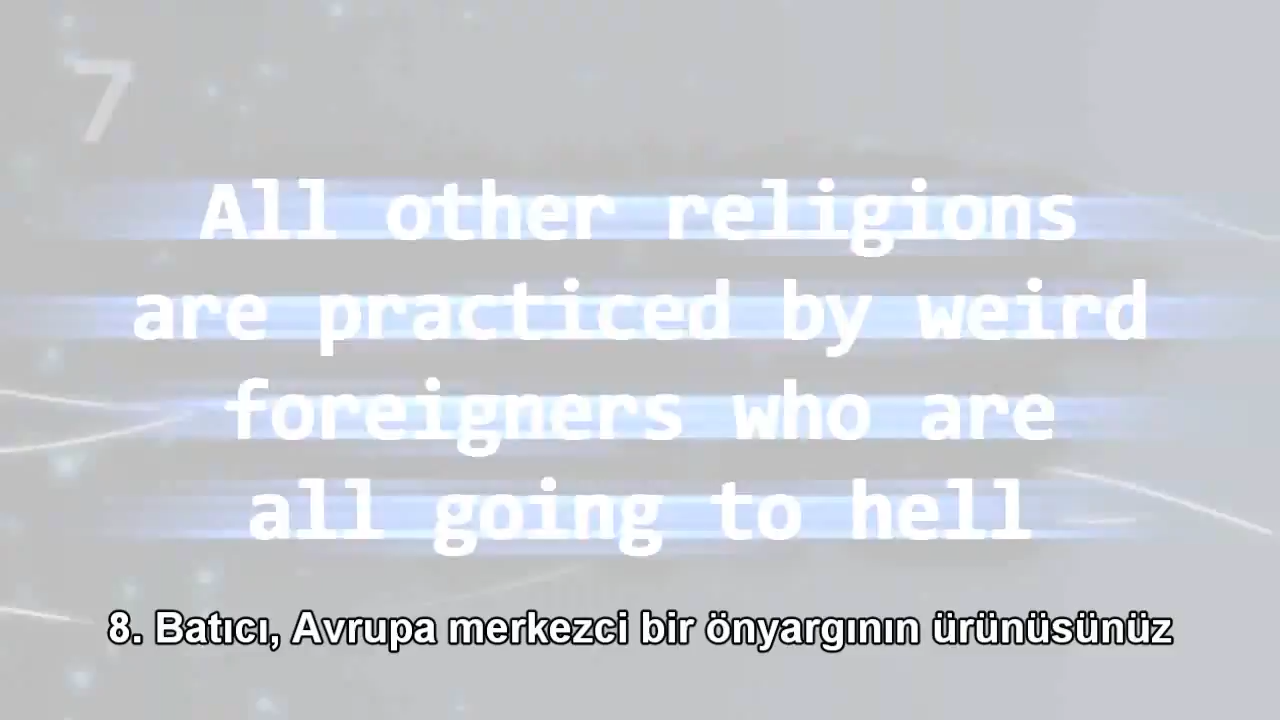 7
All other religions
are practiced by weird
foreigners who are
all going to hell
8. Batıcı, Avrupa merkezci bir önyargının ürünüsünüz